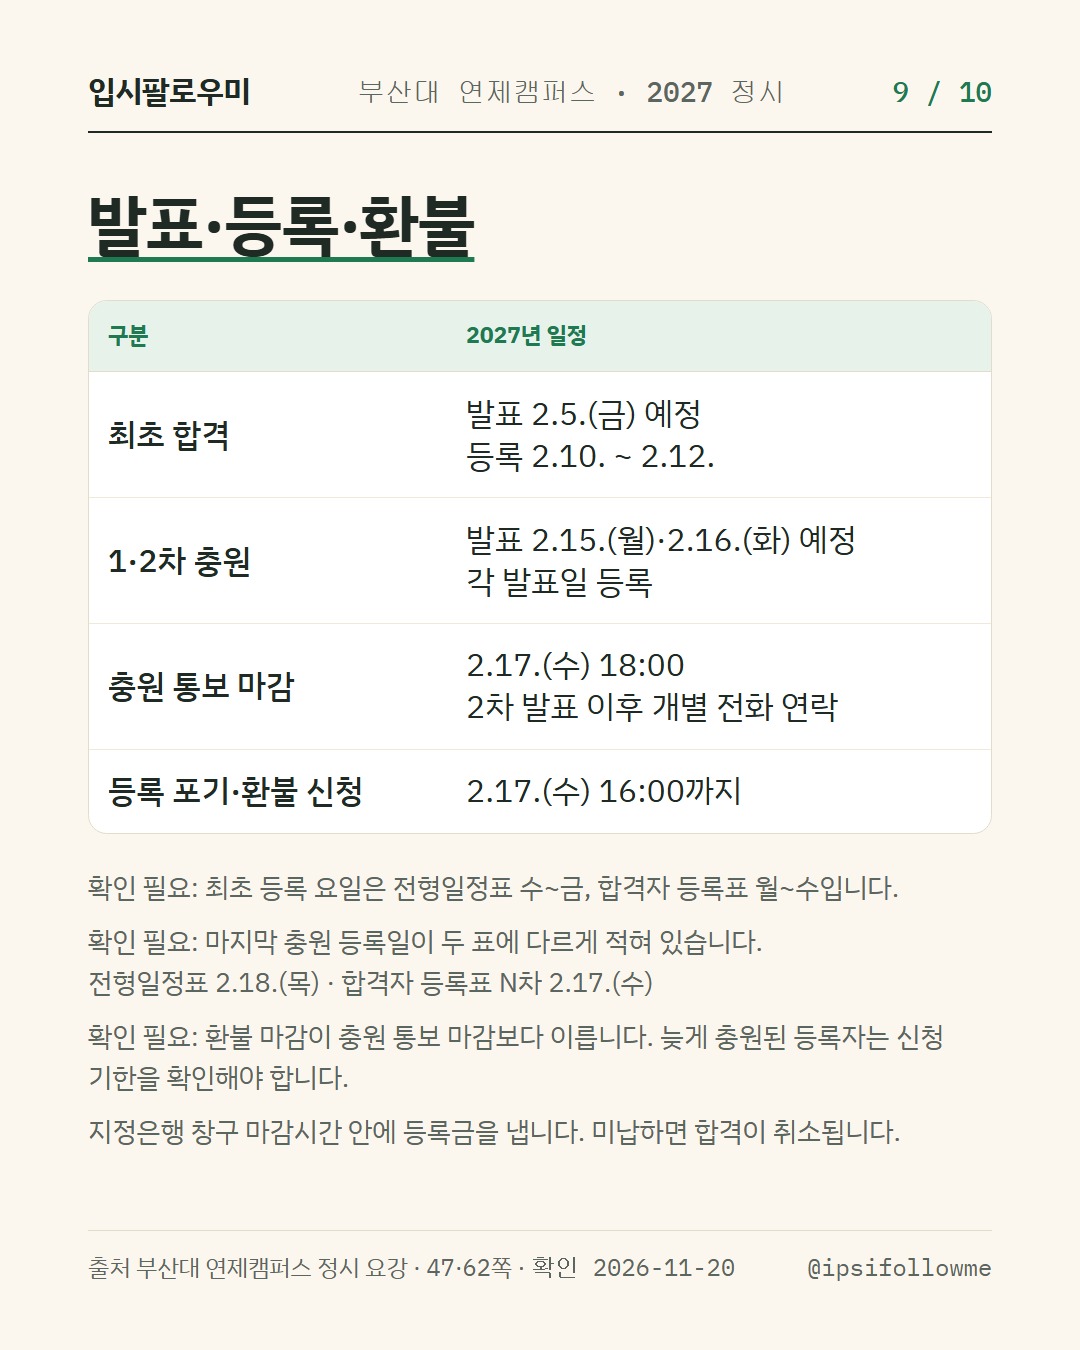 입시팔로우미
부산대 연제캠퍼스 · 2027 정시
9 / 10
발표·등록·환불
구분
2027년 일정
최초 합격
발표 2.5.(금) 예정
등록 2.10. ~ 2.12.
1·2차 충원
발표 2.15.(월)·2.16.(화) 예정
각 발표일 등록
충원 통보 마감
2.17.(수) 18:00
2차 발표 이후 개별 전화 연락
등록 포기·환불 신청
2.17.(수) 16:00까지
확인 필요: 최초 등록 요일은 전형일정표 수~금, 합격자 등록표 월~수입니다.
확인 필요: 마지막 충원 등록일이 두 표에 다르게 적혀 있습니다.
전형일정표 2.18.(목) · 합격자 등록표 N차 2.17.(수)
확인 필요: 환불 마감이 충원 통보 마감보다 이릅니다. 늦게 충원된 등록자는 신청
기한을 확인해야 합니다.
지정은행 창구 마감시간 안에 등록금을 냅니다. 미납하면 합격이 취소됩니다.
출처 부산대 연제캠퍼스 정시 요강 · 47·62쪽 · 확인 2026-11-20
@ipsifollowme